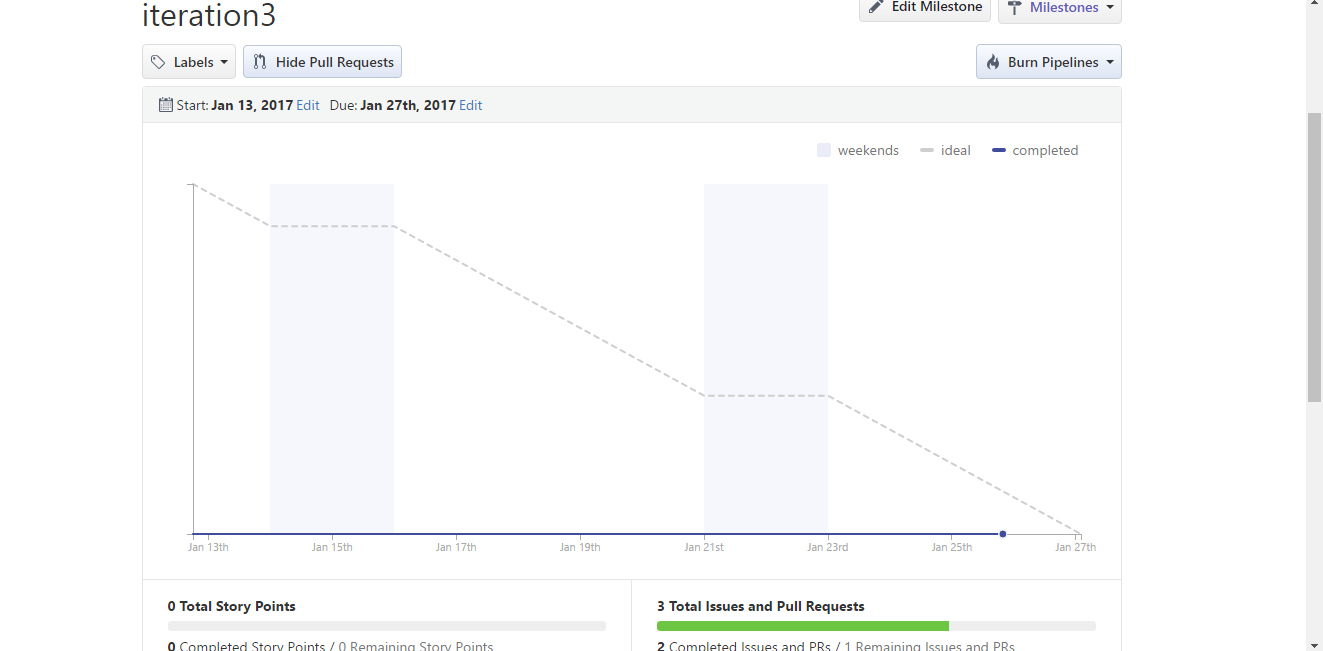 iteration3
Edit Milestone
Milestones
Labels
Hide Pull Requests
Burn Pipelines
Start: Jan 13, 2017 Edit Due: Jan 27th, 2017 Edit
weekends ideal completed
Jan 13th Jan 15th Jan 17th Jan 19th Jan 21st Jan 23rd Jan 25th Jan 27th
0 Total Story Points
0 Completed Story Points / 0 Remaining Story Points
3 Total Issues and Pull Requests
2 Completed Issues and PRs / 1 Remaining Issues and PRs